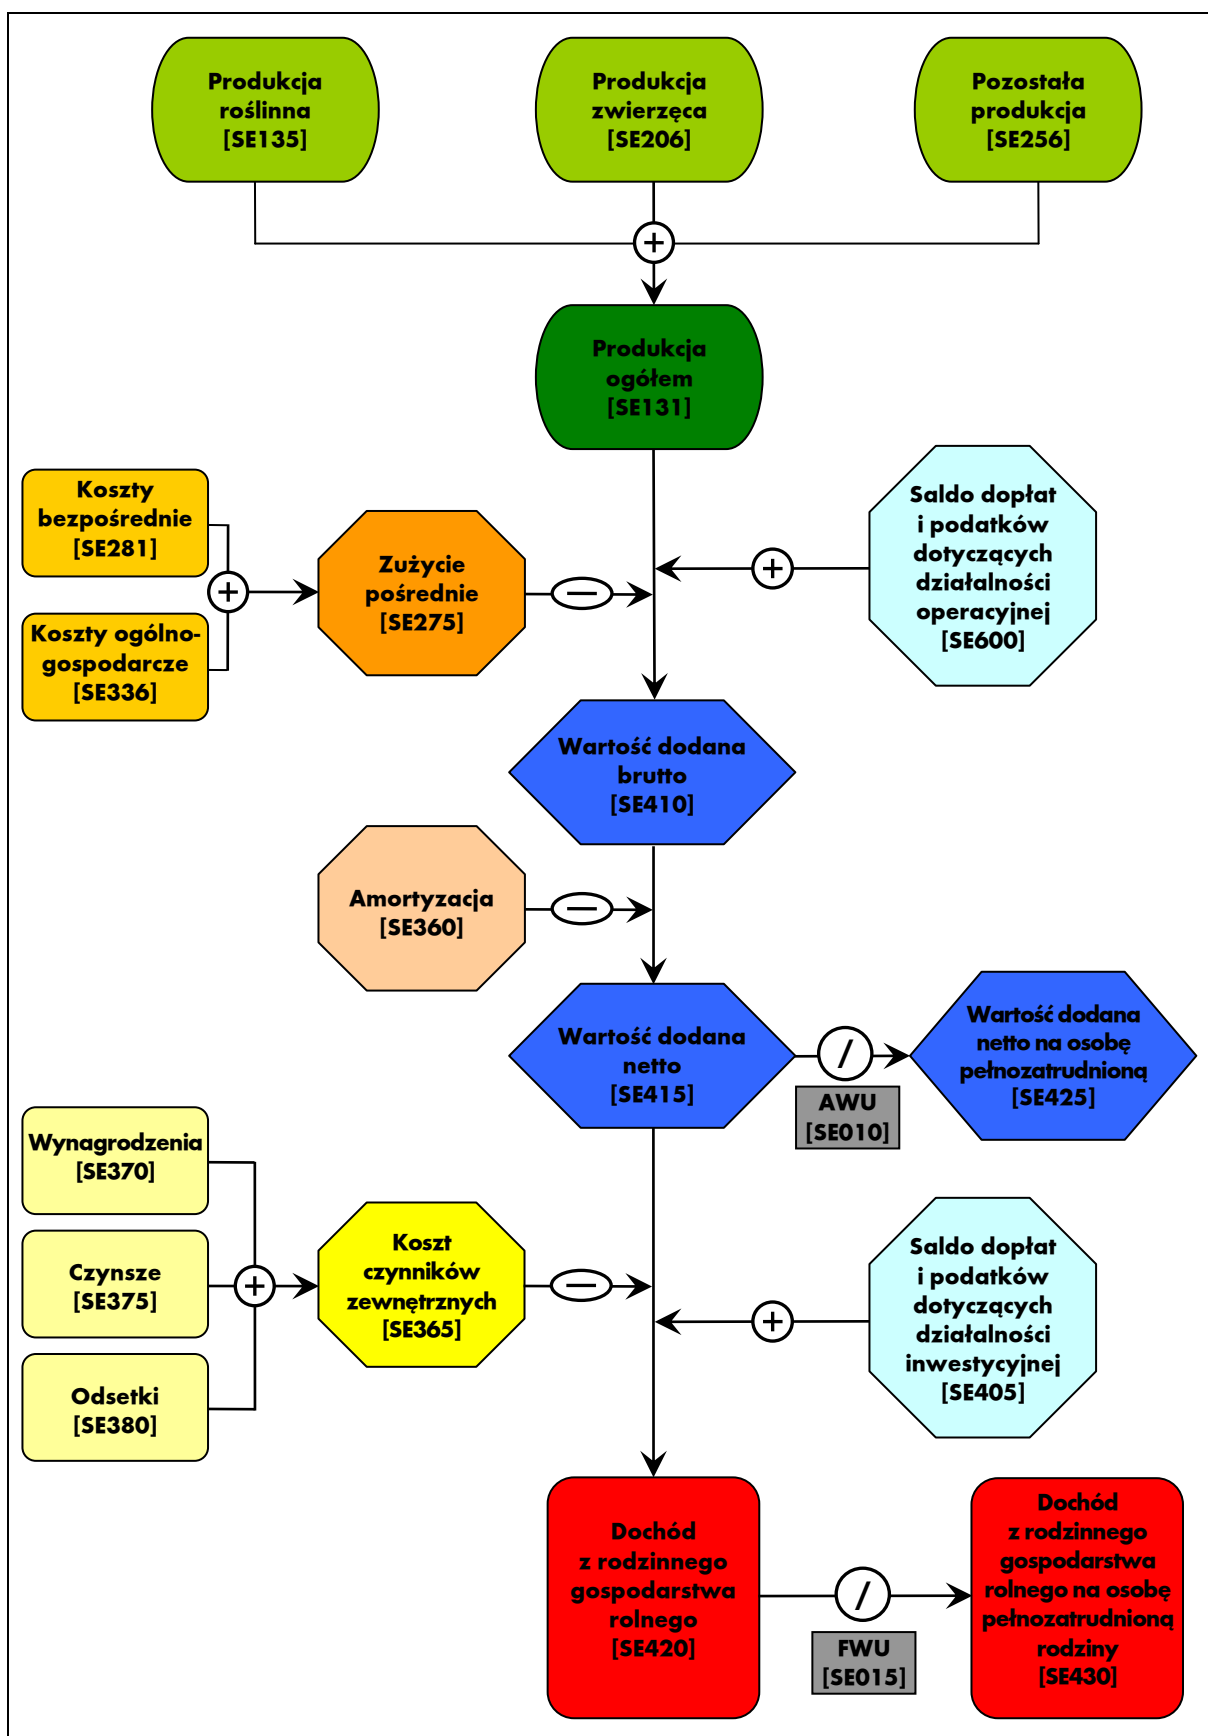 Produkcja
roślinna
[SE135]
Produkcja
zwierzęca
[SE206]
Pozostała
produkcja
[SE256]
+
Produkcja
ogółem
[SE131]
Koszty
bezpośrednie
[SE281]
Koszty ogólno-
gospodarcze
[SE336]
+
Zużycie
pośrednie
[SE275]
—
+
Saldo dopłat
i podatków
dotyczących
działalności
operacyjnej
[SE600]
Wartość dodana
brutto
[SE410]
Amortyzacja
[SE360]
—
Wartość dodana
netto
[SE415]
/
AWU
[SE010]
Wartość dodana
netto na osobę
pełnozatrudnioną
[SE425]
Wynagrodzenia
[SE370]
Czynsze
[SE375]
Odsetki
[SE380]
+
Koszt
czynników
zewnętrznych
[SE365]
—
+
Saldo dopłat
i podatków
dotyczących
działalności
inwestycyjnej
[SE405]
Dochód
z rodzinnego
gospodarstwa
rolnego
[SE420]
/
FWU
[SE015]
Dochód
z rodzinnego
gospodarstwa
rolnego na osobę
pełnozatrudnioną
rodziny
[SE430]